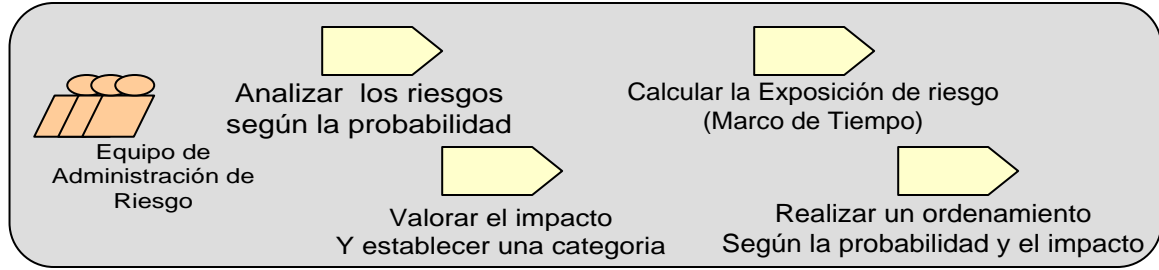 Analizar los riesgos
según la probabilidad
Calcular la Exposición de riesgo
(Marco de Tiempo)
Equipo de
Administración de
Riesgo
Valorar el impacto
Y establecer una categoria
Realizar un ordenamiento
Según la probabilidad y el impacto